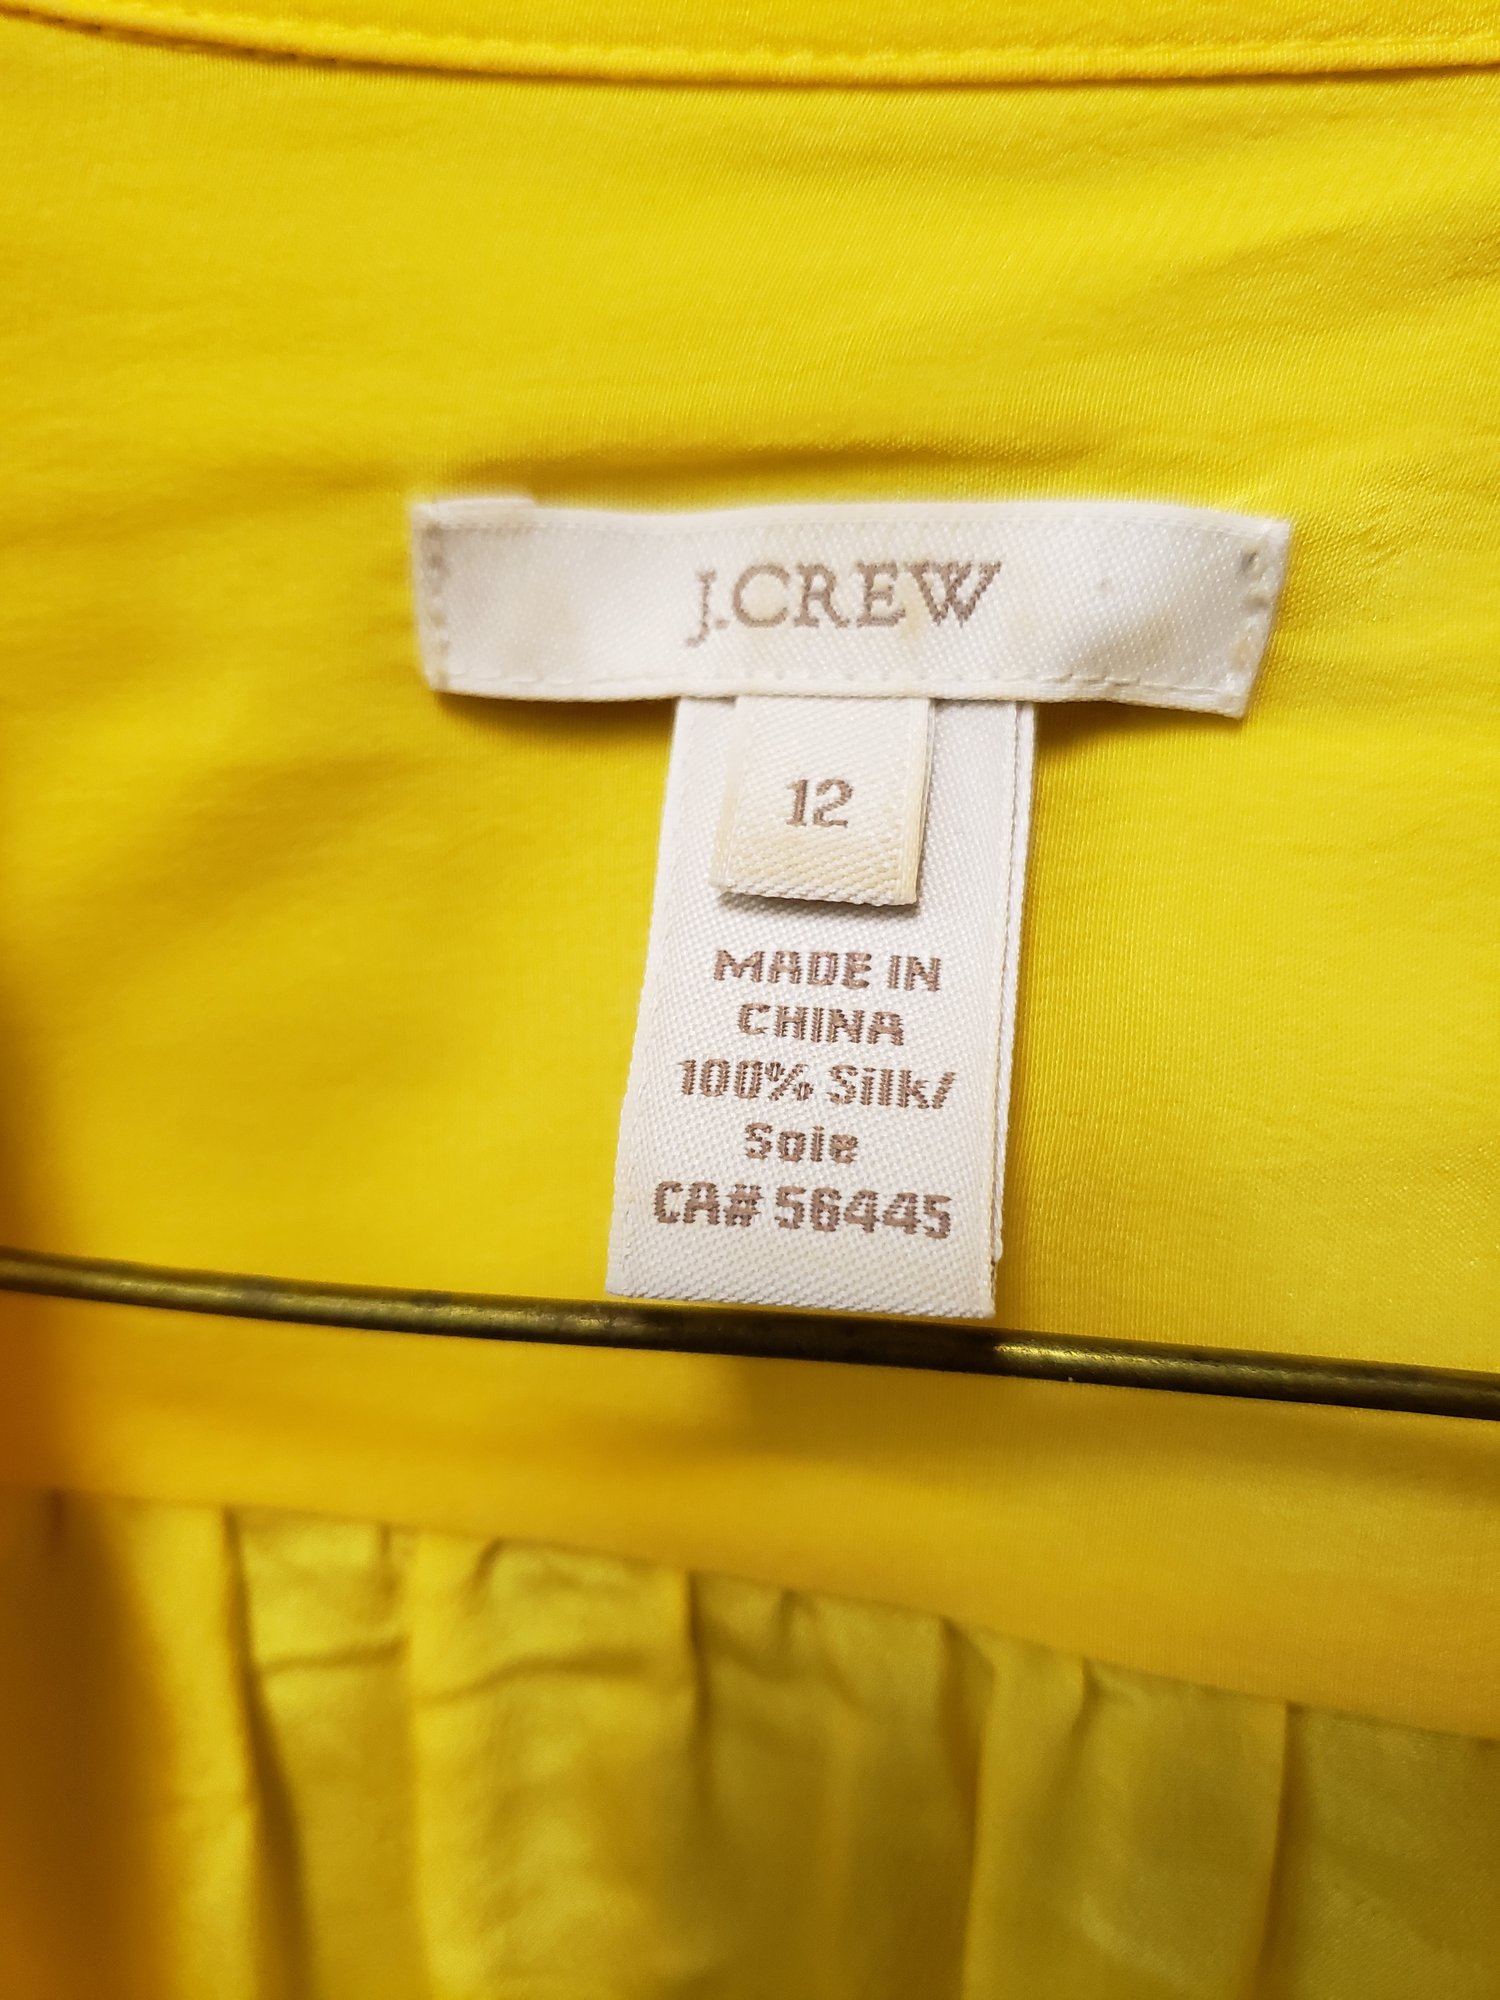 J.CREW
12
MADE IN
CHINA
100% Silk/
Soie
CA# 56445